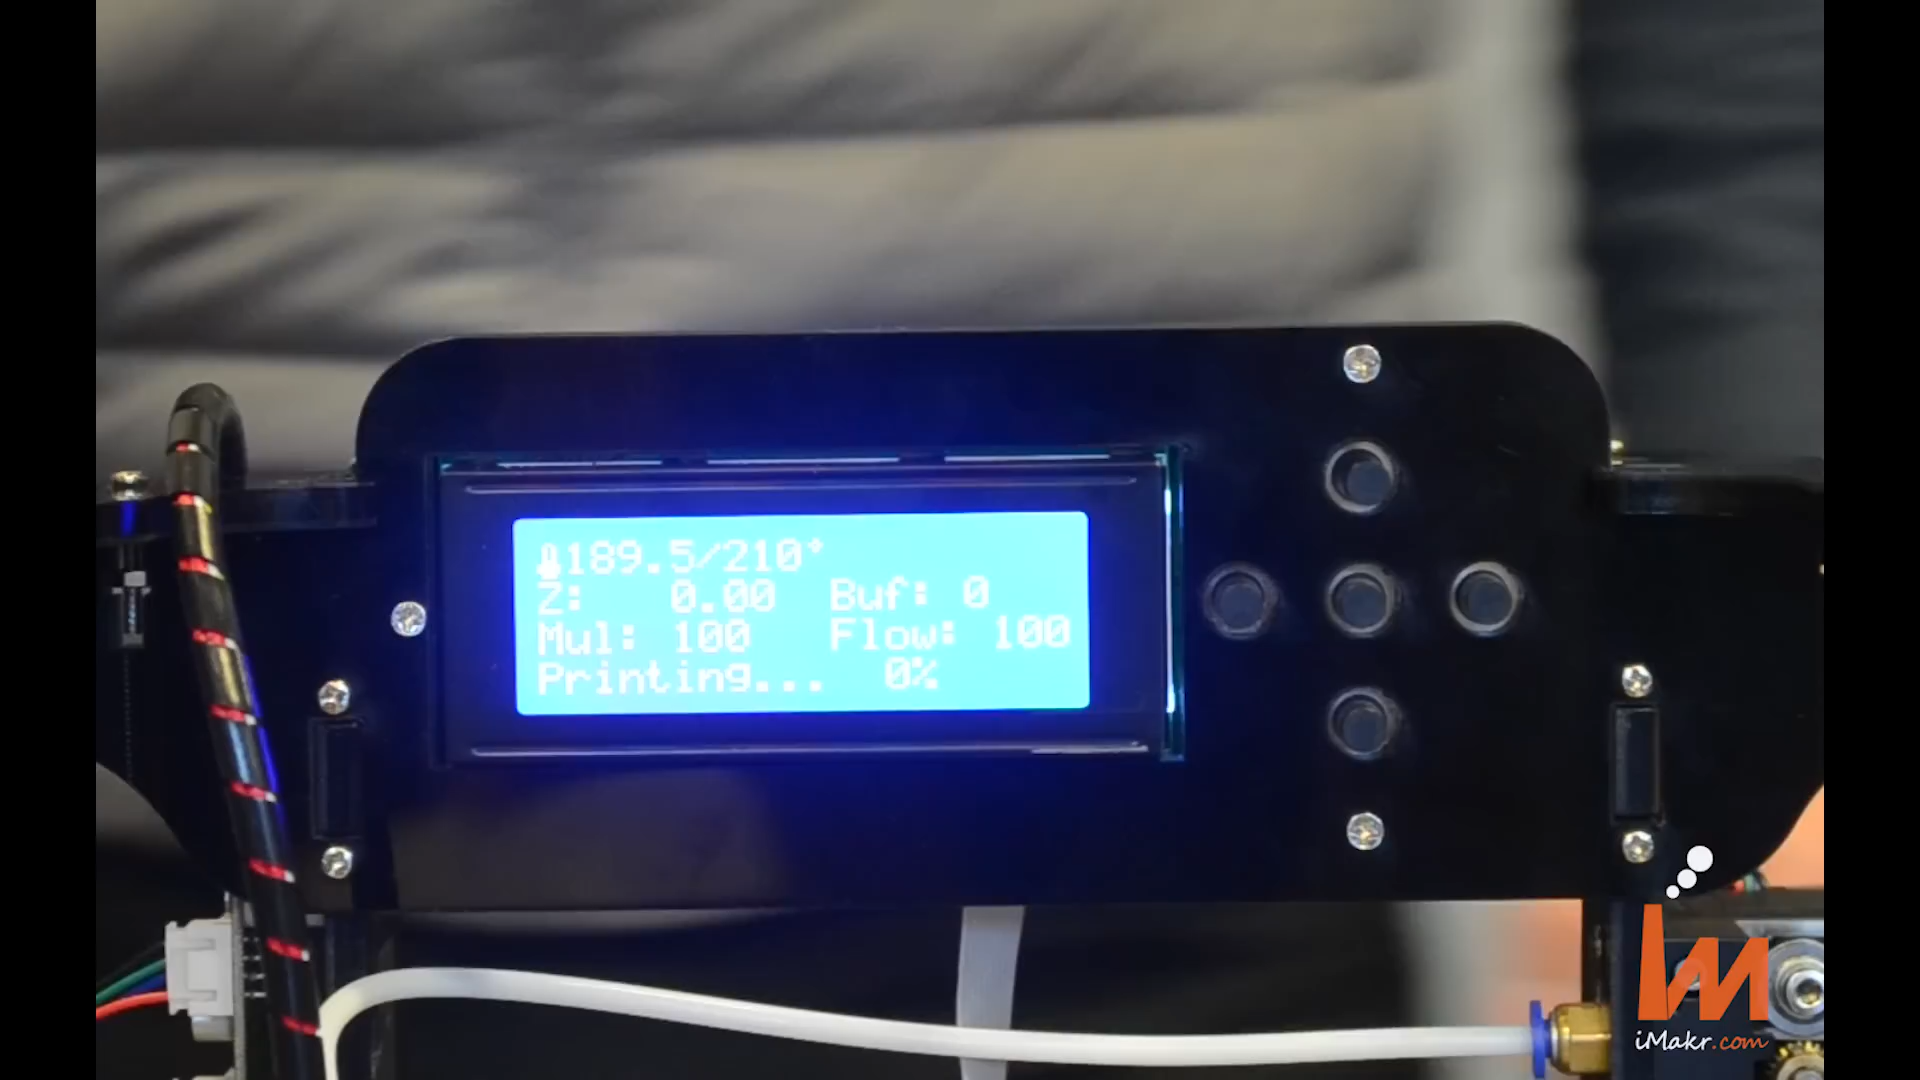 189.5/210°
Z: 0.00 Buf: 0
Mul: 100 Flow: 100
Printing... 0%
iMakr.com